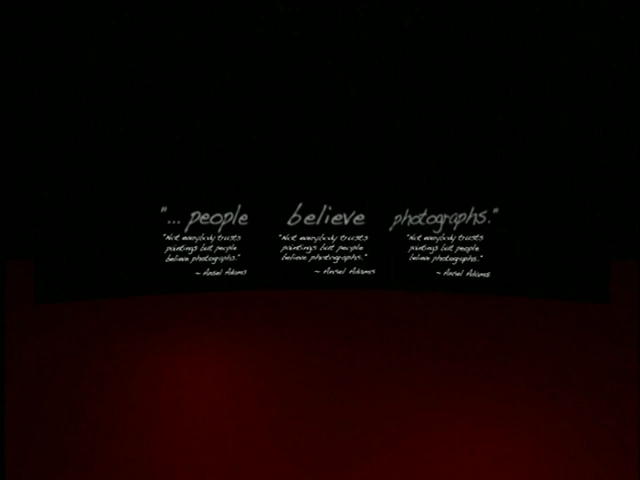 "... people believe photographs."
"Not everybody trusts
paintings but people
believe photographs."
~ Ansel Adams
"Not everybody trusts
paintings but people
believe photographs."
~ Ansel Adams
"Not everybody trusts
paintings but people
believe photographs."
~ Ansel Adams